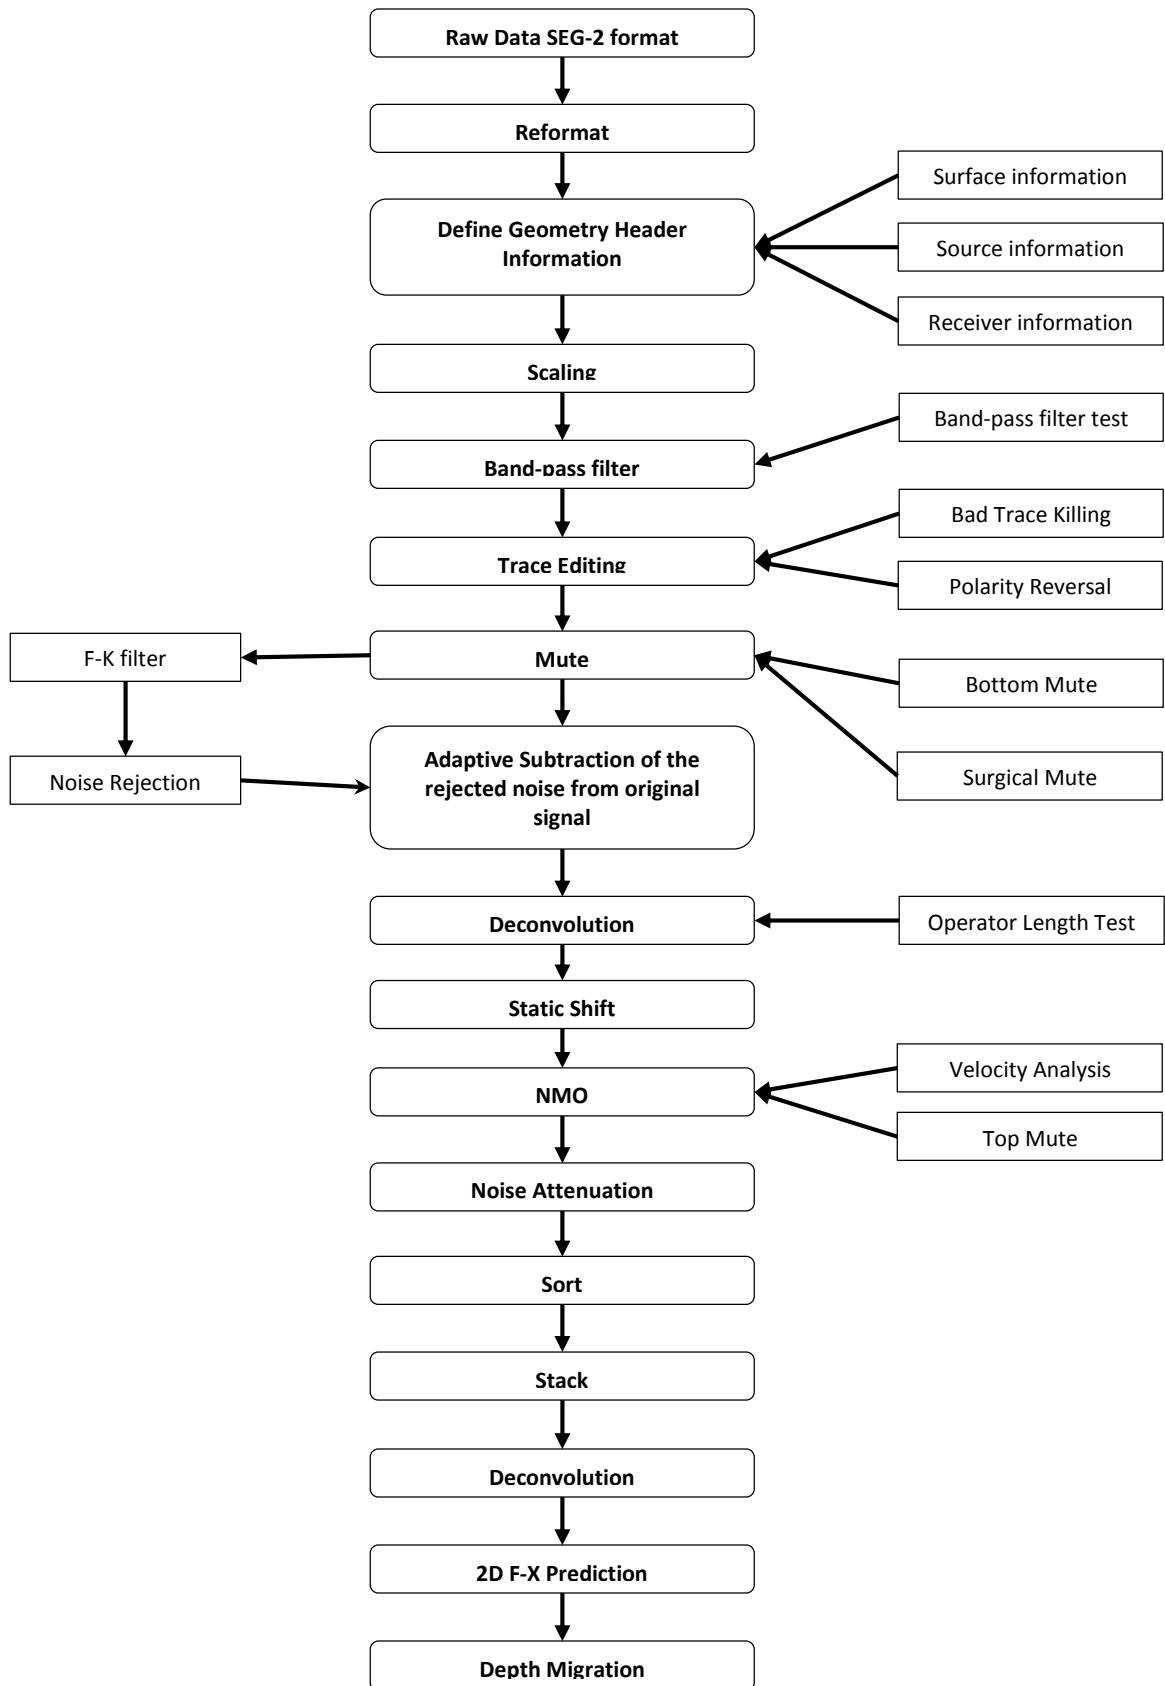 Raw Data SEG-2 format
Reformat
Surface information
Define Geometry Header
Information
Source information
Receiver information
Scaling
Band-pass filter test
Band-pass filter
Bad Trace Killing
Trace Editing
Polarity Reversal
F-K filter
Mute
Bottom Mute
Noise Rejection
Adaptive Subtraction of the
rejected noise from original
signal
Surgical Mute
Deconvolution
Operator Length Test
Static Shift
Velocity Analysis
NMO
Top Mute
Noise Attenuation
Sort
Stack
Deconvolution
2D F-X Prediction
Depth Migration